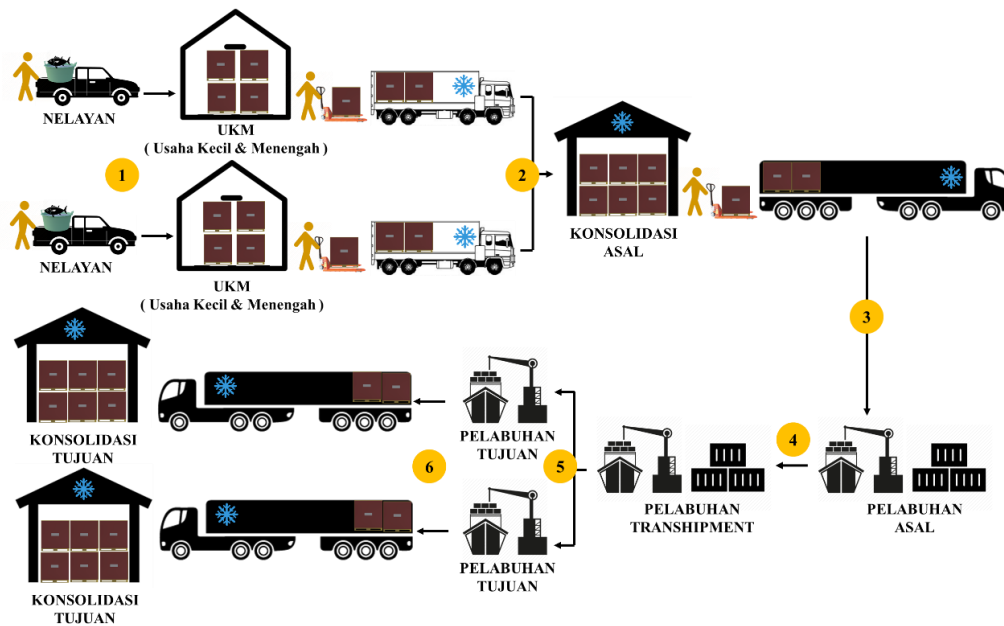 NELAYAN
UKM
( Usaha Kecil & Menengah)
1
2
NELAYAN
UKM
( Usaha Kecil & Menengah )
KONSOLIDASI
ASAL
3
KONSOLIDASI
TUJUAN
PELABUHAN
TUJUAN
4
5
6
PELABUHAN
TRANSHIPMENT
PELABUHAN
ASAL
KONSOLIDASI
TUJUAN
PELABUHAN
TUJUAN